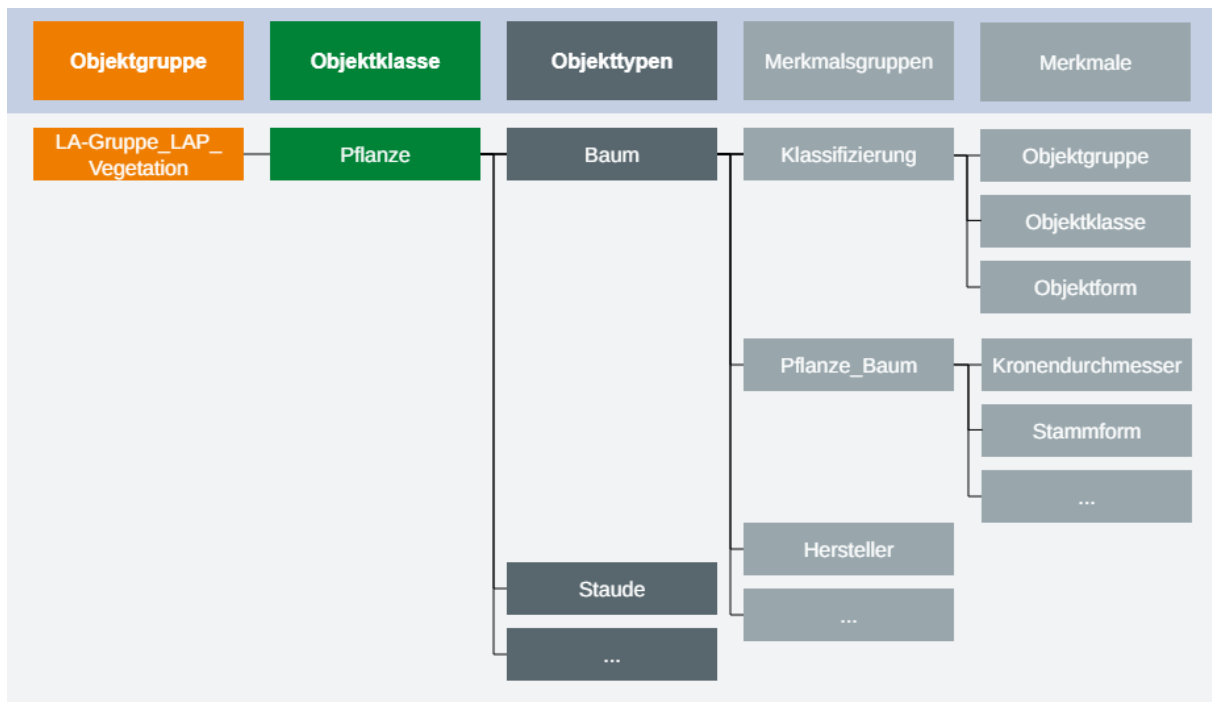 Objektgruppe
Objektklasse
Objekttypen
Merkmalsgruppen
Merkmale
LA-Gruppe_LAP_
Vegetation
Pflanze
Baum
Klassifizierung
Objektgruppe
Objektklasse
Objektform
Pflanze_Baum
Kronendurchmesser
Stammform
...
Hersteller
...
Staude
...